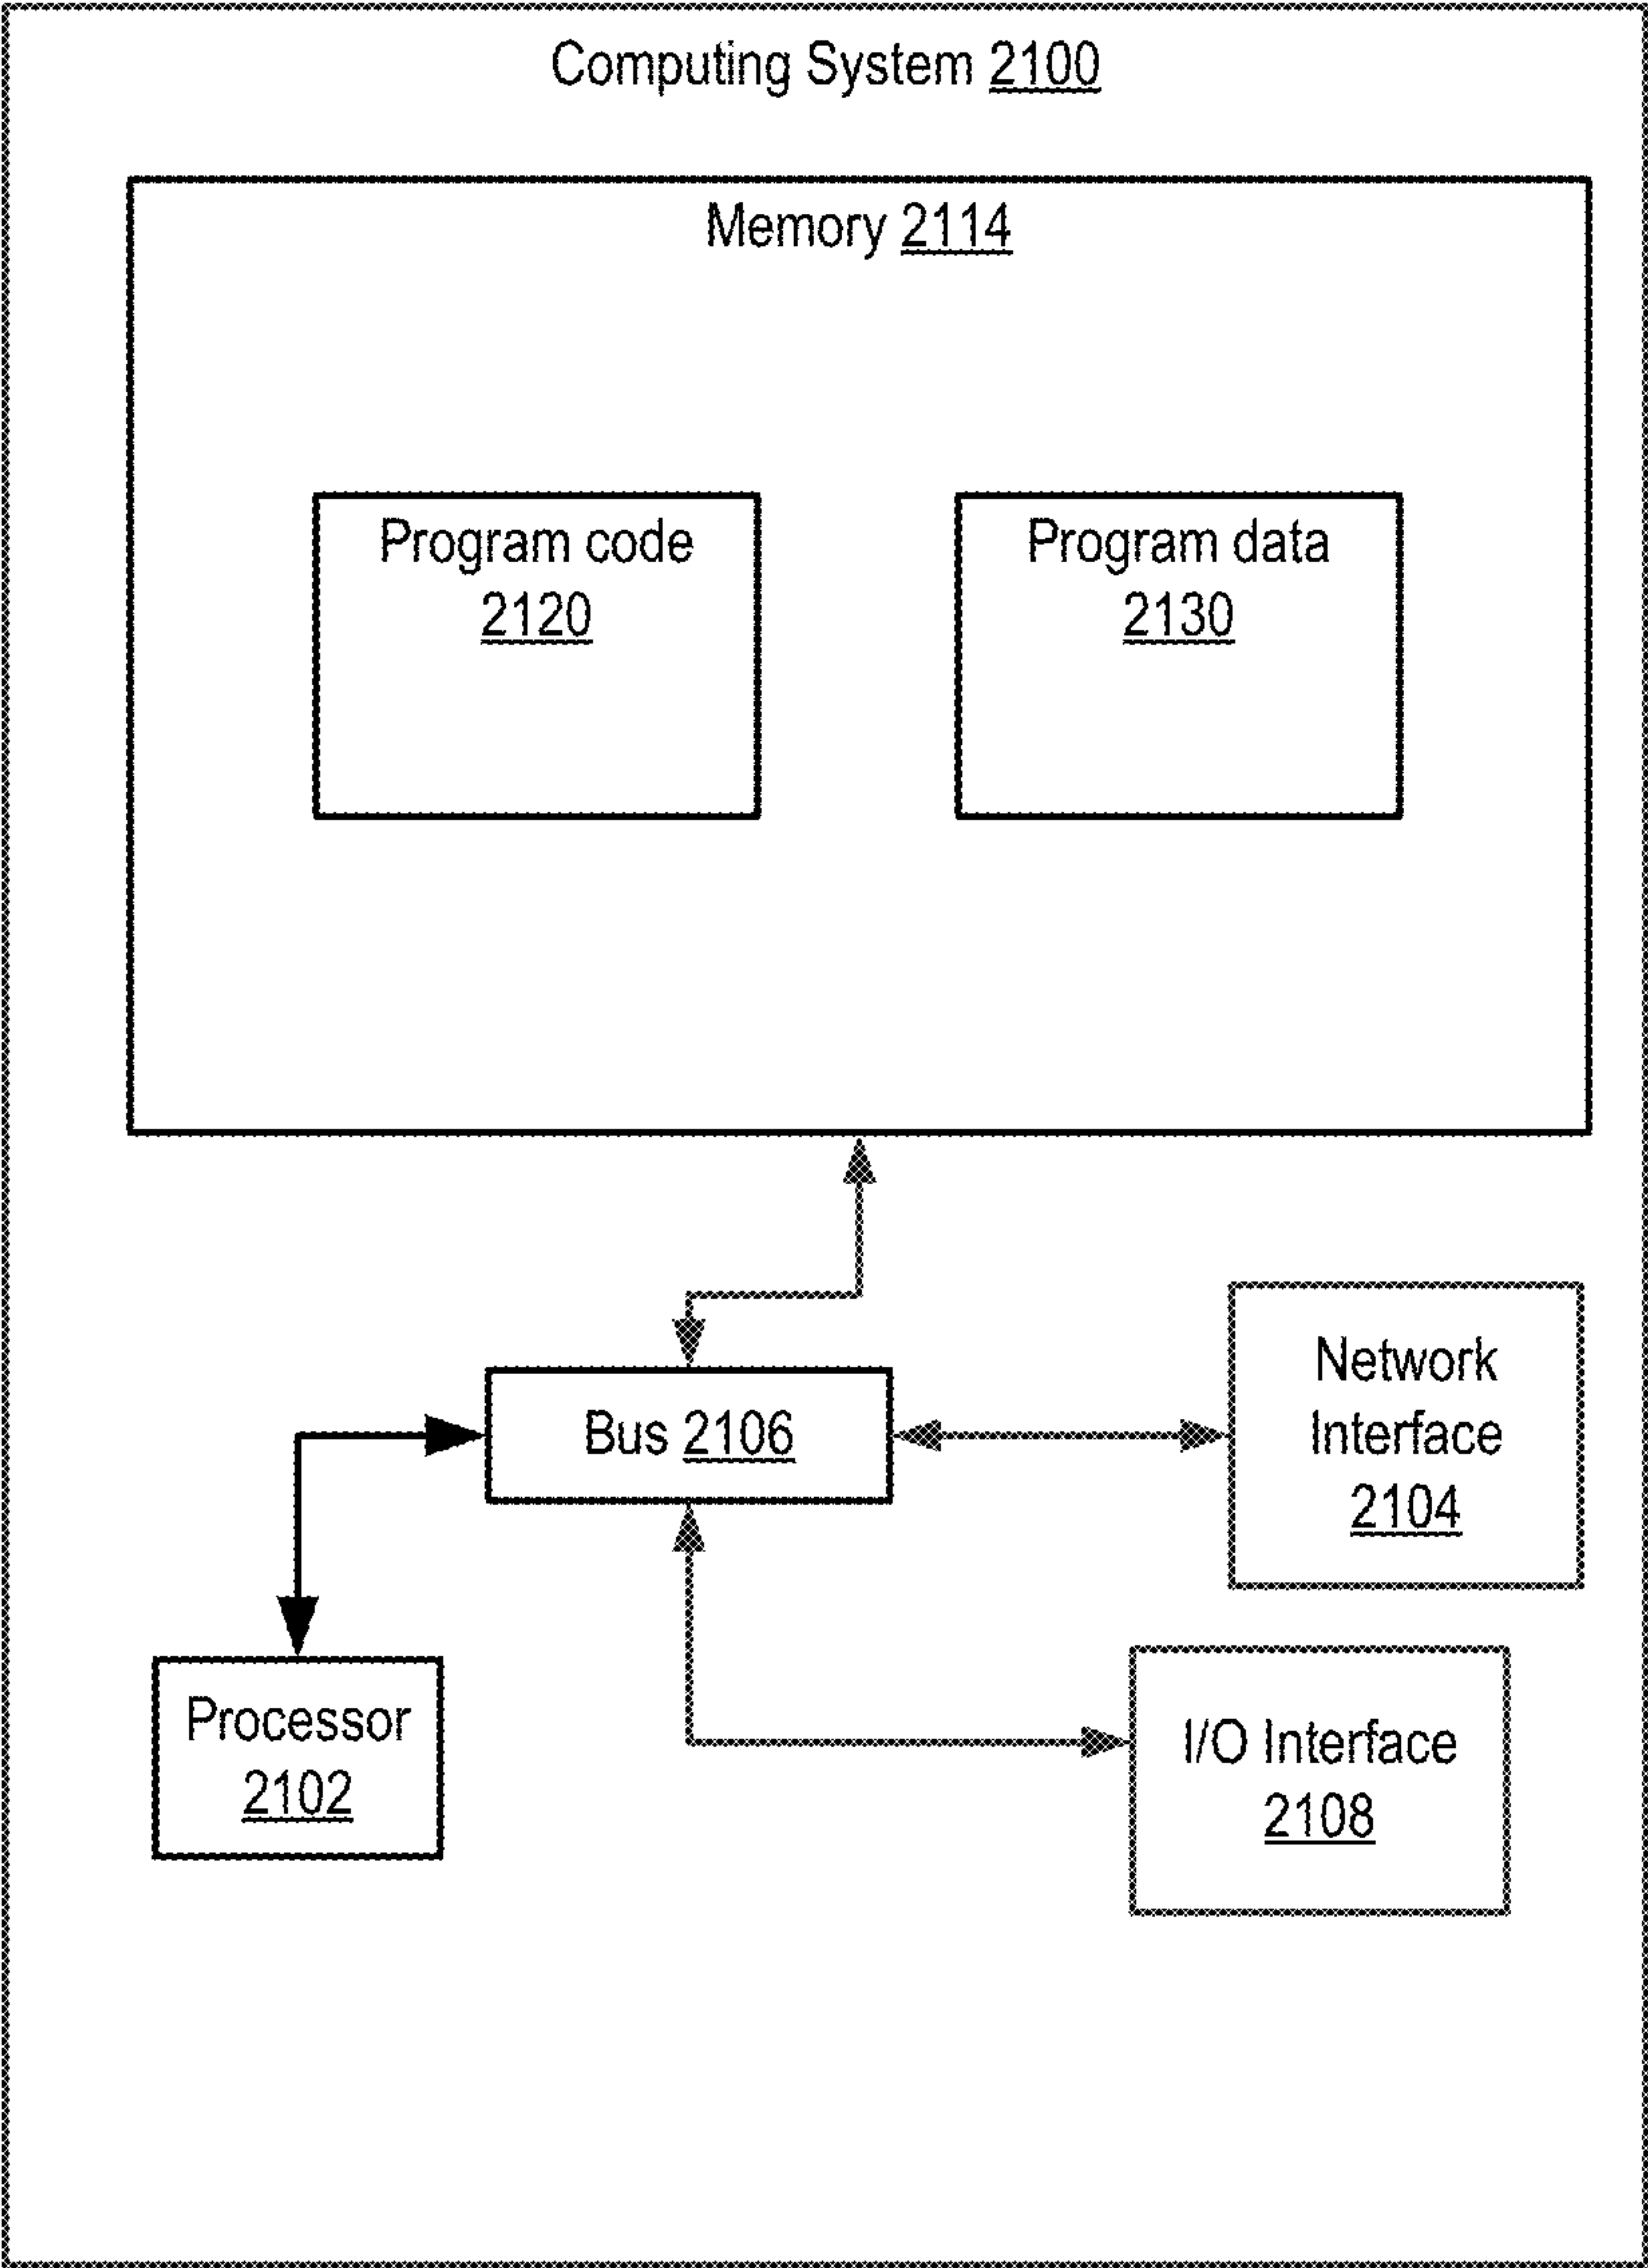 Computing System 2100
Memory 2114
Program code
2120
Program data
2130
Bus 2106
Network
Interface
2104
Processor
2102
I/O Interface
2108